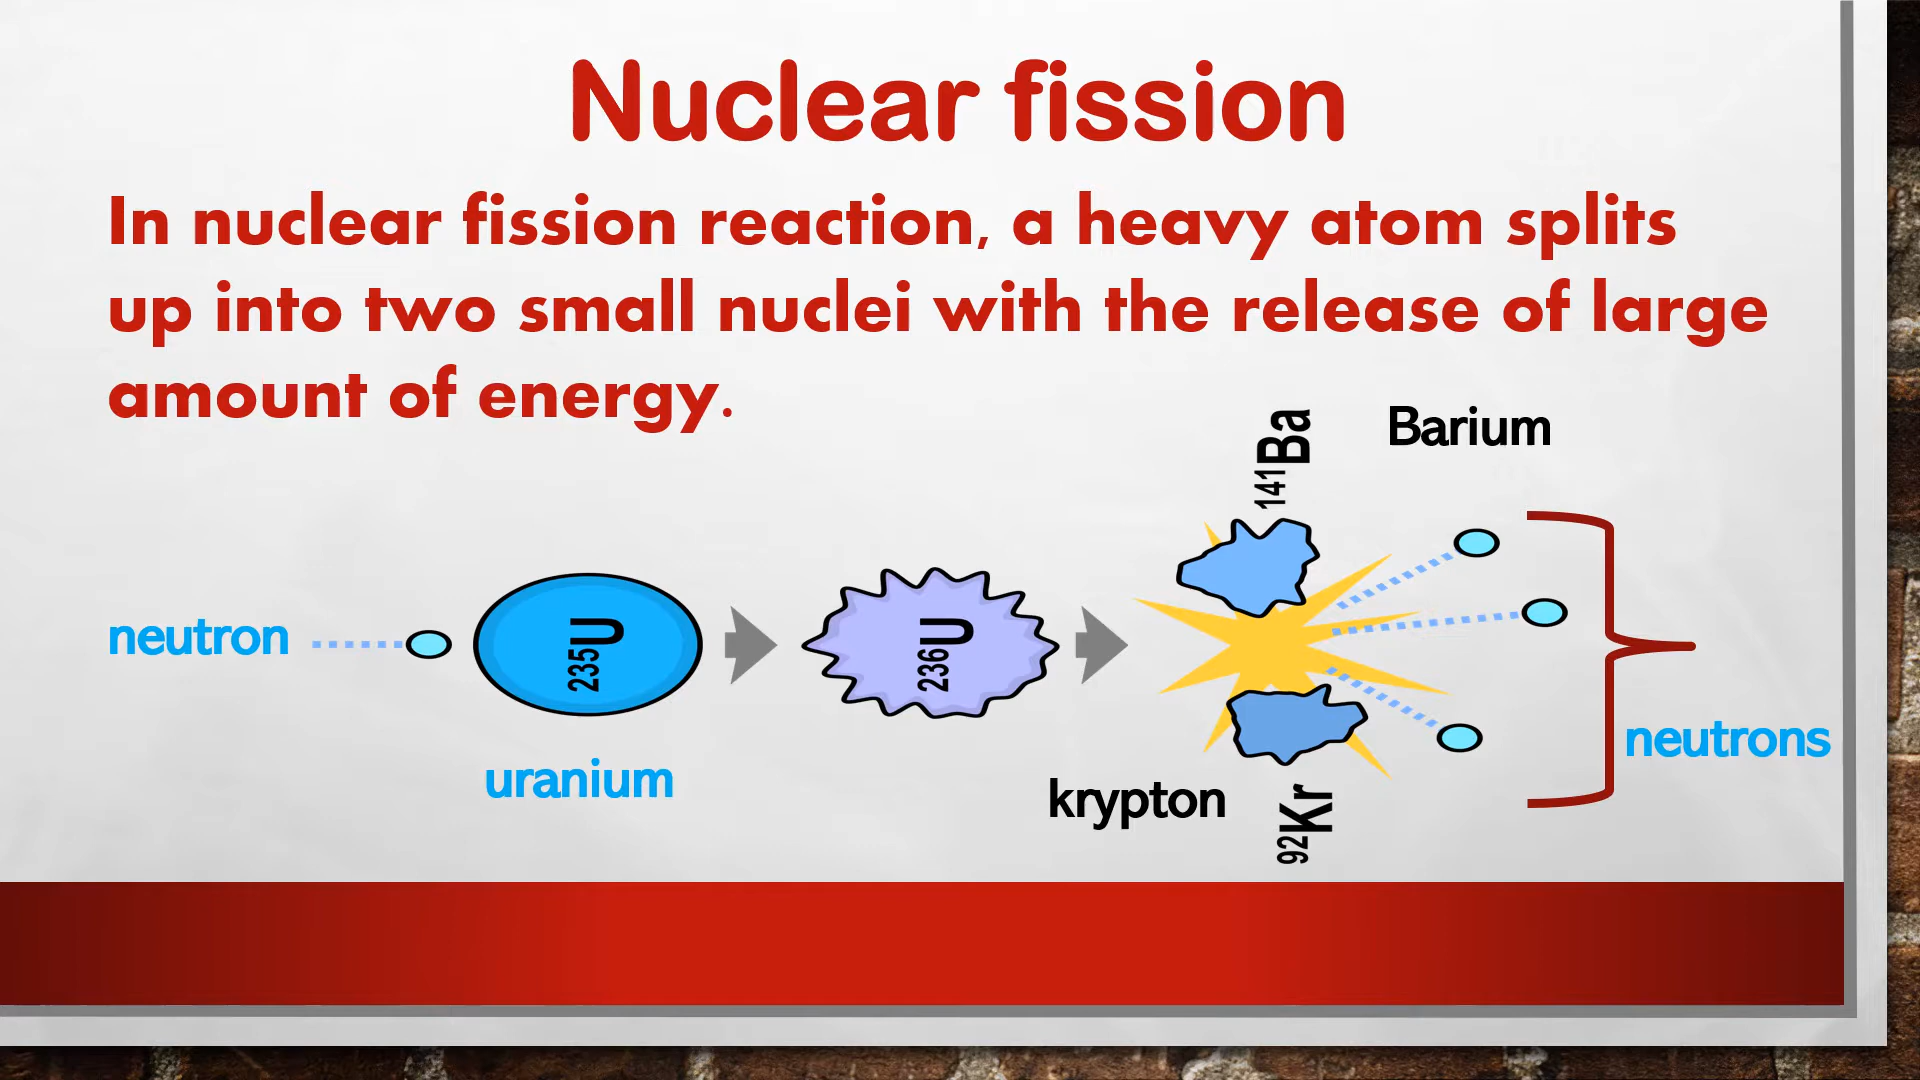 Nuclear fission
In nuclear fission reaction, a heavy atom splits
up into two small nuclei with the release of large
amount of energy.
141Ba
Barium
neutron
235U
236U
uranium
neutrons
krypton
92Kr